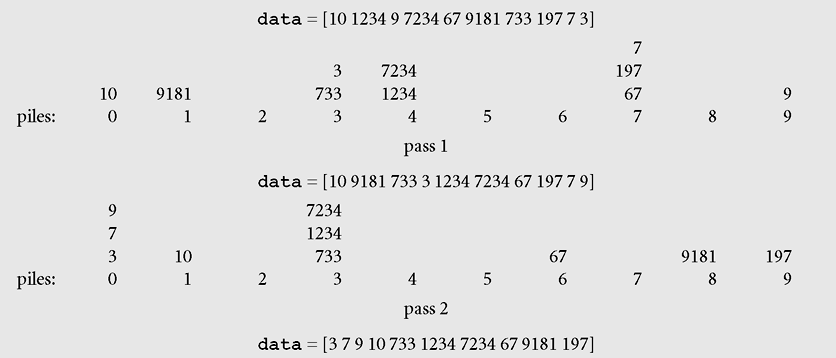 data = [10 1234 9 7234 67 9181 733 197 7 3]
7
3 7234 197
10 9181 733 1234 67 9
piles: 0 1 2 3 4 5 6 7 8 9
pass 1
data = [10 9181 733 3 1234 7234 67 197 7 9]
9 7234
7 1234
3 10 733 67 9181 197
piles: 0 1 2 3 4 5 6 7 8 9
pass 2
data = [3 7 9 10 733 1234 7234 67 9181 197]